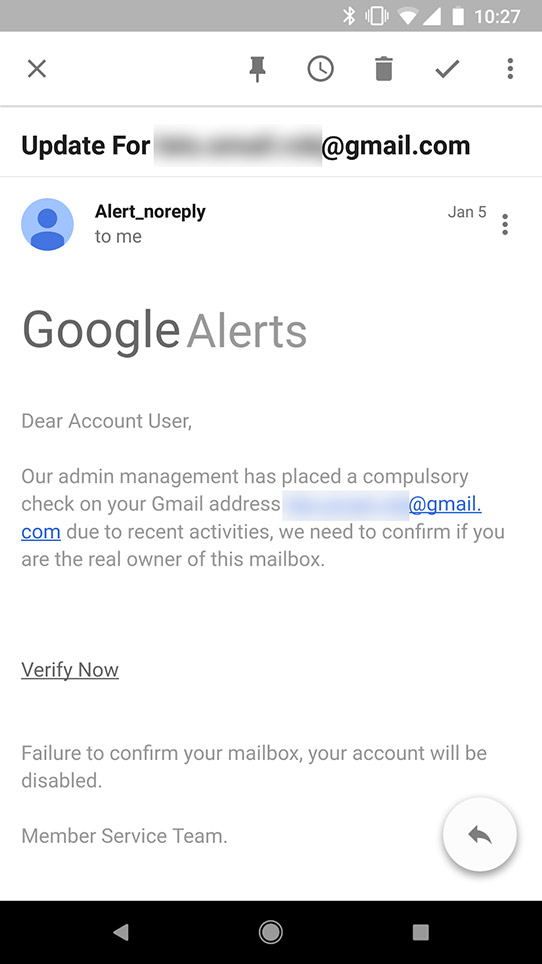 10:27
Update For @gmail.com
Alert_noreply
Jan 5
to me
Google Alerts
Dear Account User,
Our admin management has placed a compulsory
check on your Gmail address @gmail.
com due to recent activities, we need to confirm if you
are the real owner of this mailbox.
Verify Now
Failure to confirm your mailbox, your account will be
disabled.
Member Service Team.